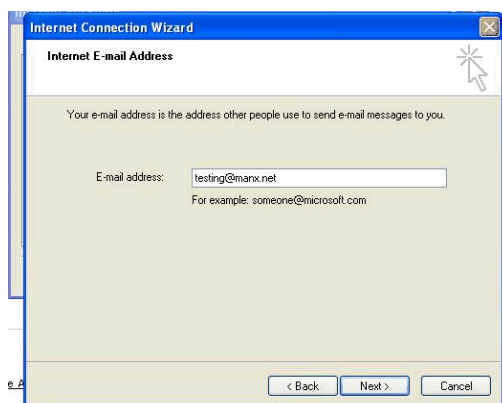 Internet Connection Wizard
Internet E-mail Address
Your e-mail address is the address other people use to send e-mail messages to you.
E-mail address:
testing@manx.net
For example: someone@microsoft.com
< Back
Next >
Cancel
e A